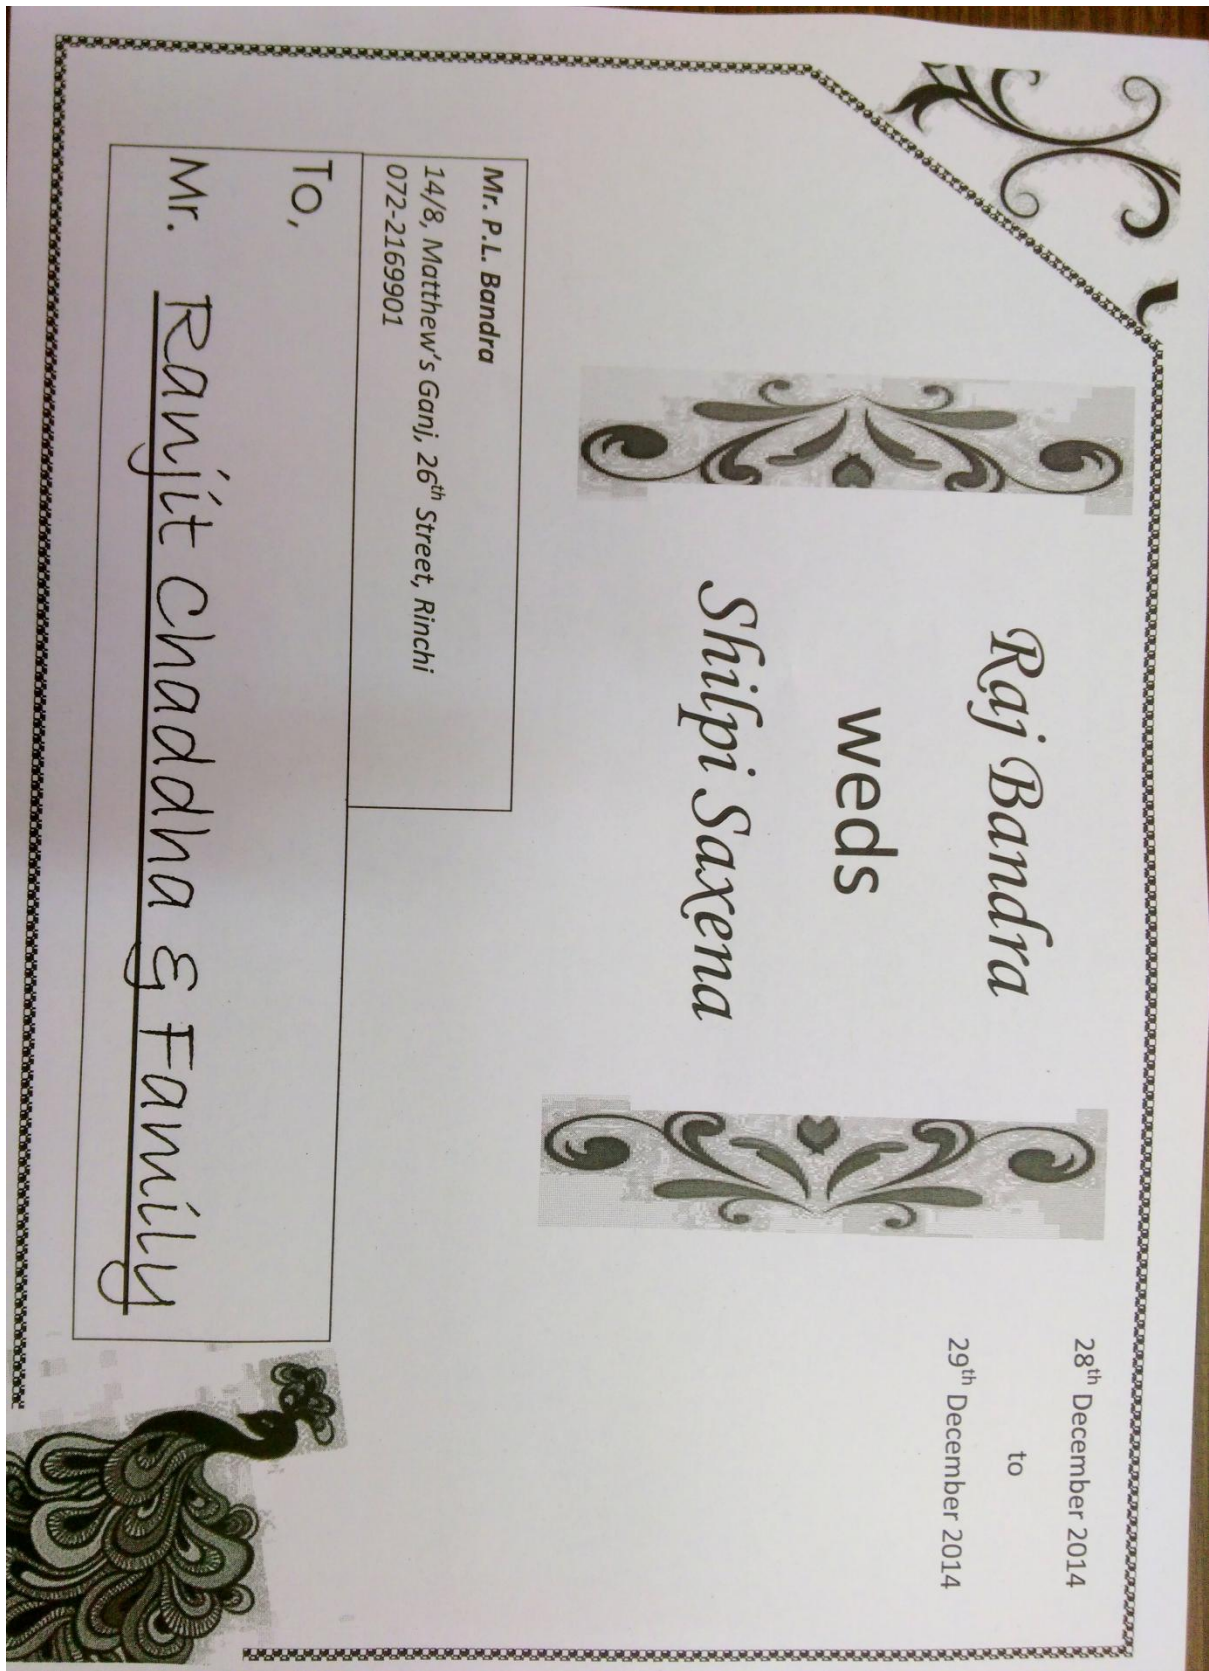 28th December 2014
to
29th December 2014
Raj Bandra
weds
Shilpi Saxena
Mr. P.L. Bandra
14/8, Matthew's Ganj, 26th Street, Rinchi
072-2169901
To,
Mr. Ranjit Chaddha & Family